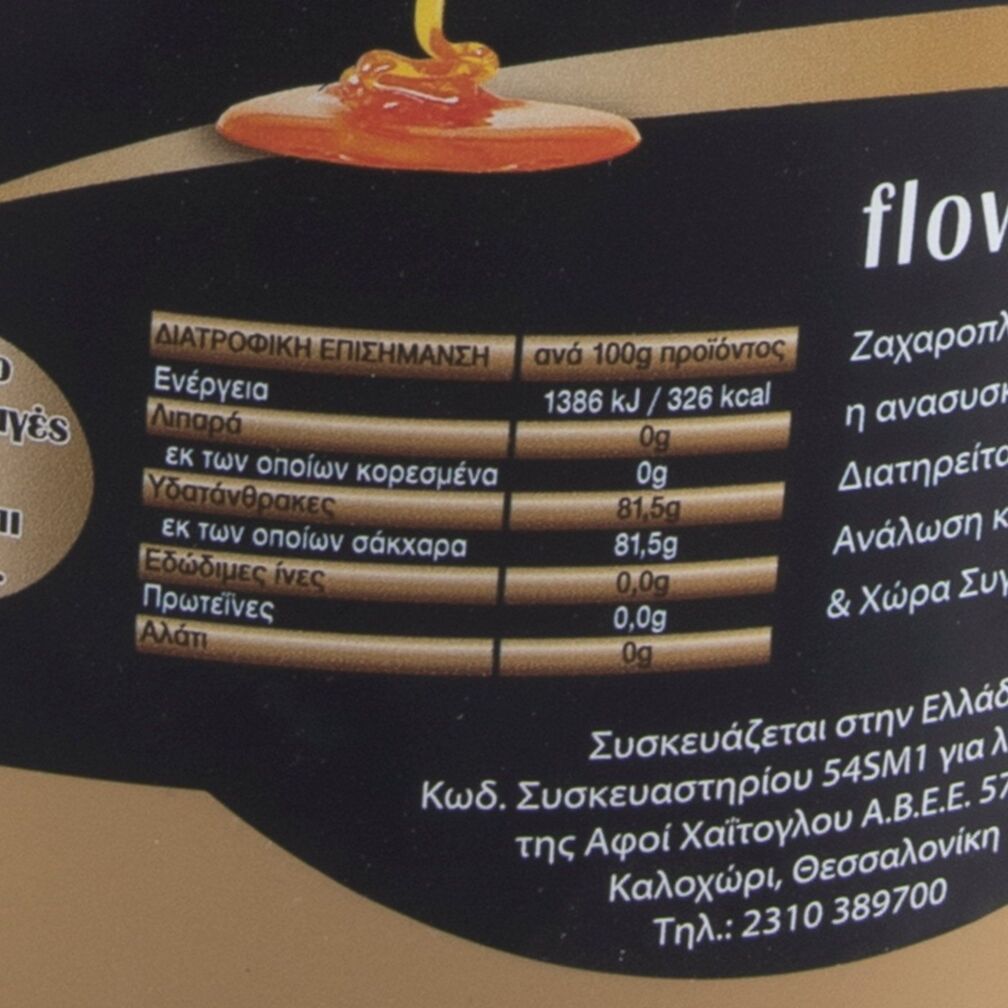 flow
ΔΙΑΤΡΟΦΙΚΗ ΕΠΙΣΗΜΑΝΣΗ ανά 100g προϊόντος
Ενέργεια 1386 kJ / 326 kcal
Λιπαρά 0g
εκ των οποίων κορεσμένα 0g
Υδατάνθρακες 81,5g
εκ των οποίων σάκχαρα 81,5g
Εδώδιμες ίνες 0,0g
Πρωτεΐνες 0,0g
Αλάτι 0g
Ζαχαροπλ
η ανασυσκ
Διατηρείτα
Ανάλωση κ
& Χώρα Συγ
Συσκευάζεται στην Ελλάδ
Κωδ. Συσκευαστηρίου 54SM1 για λ
της Αφοί Χαΐτογλου Α.Β.Ε.Ε. 57
Καλοχώρι, Θεσσαλονίκη
Τηλ.: 2310 389700